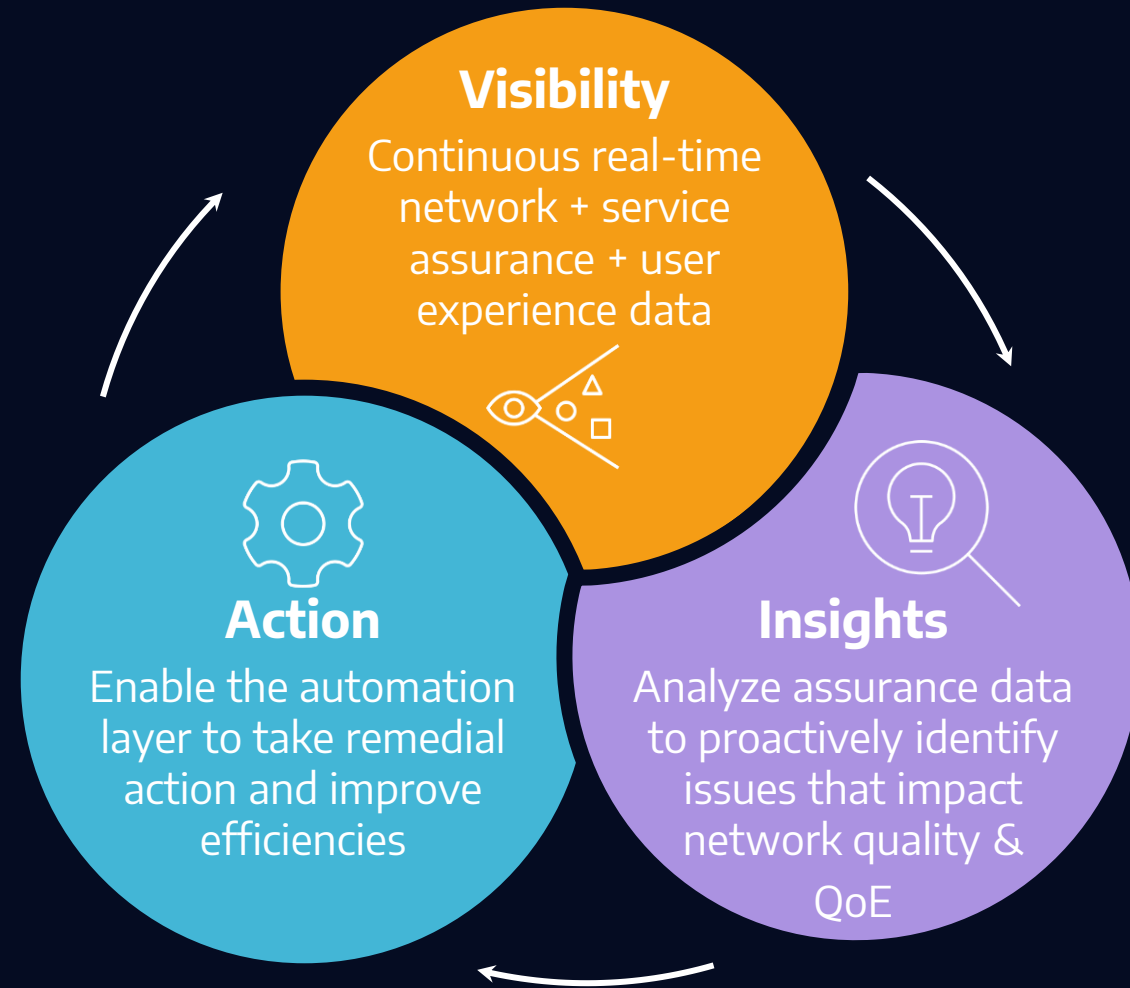 Visibility
Continuous real-time
network + service
assurance + user
experience data
Action
Enable the automation
layer to take remedial
action and improve
efficiencies
Insights
Analyze assurance data
to proactively identify
issues that impact
network quality &
QoE